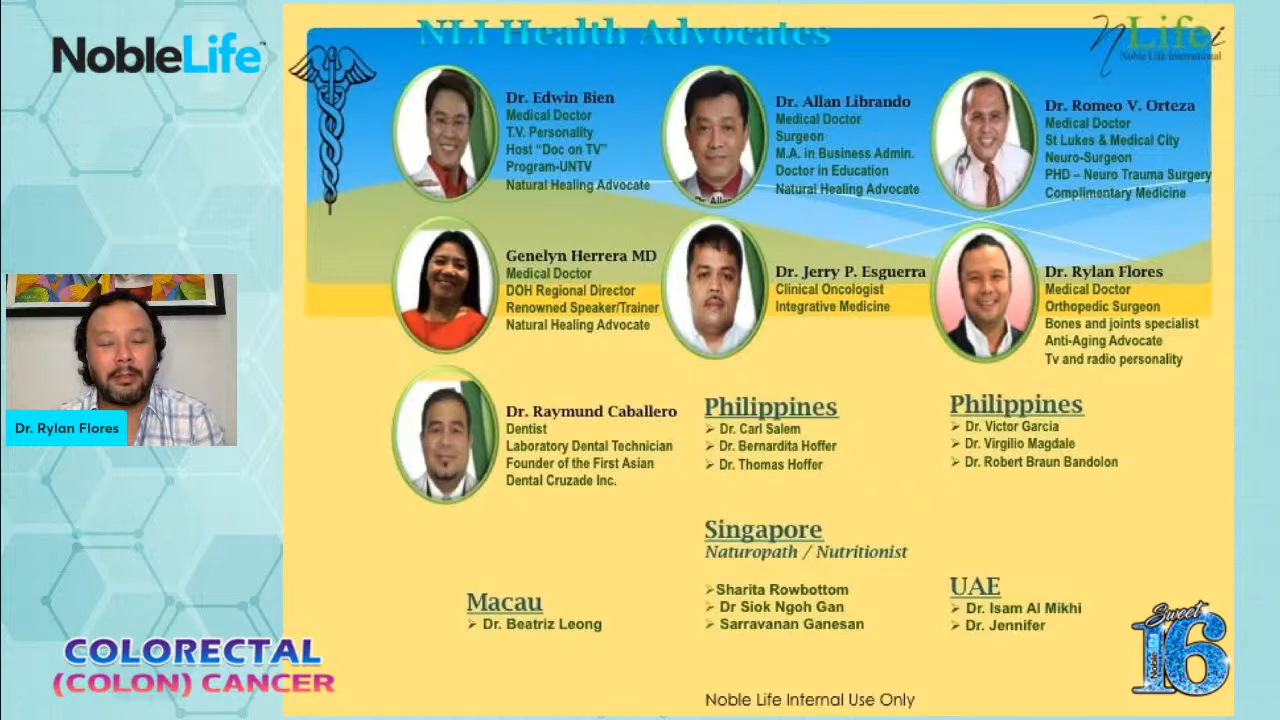 NobleLife
NLI Health Advocates
nLifei
Noble Life International
Dr. Edwin Bien
Medical Doctor
T.V. Personality
Host "Doc on TV"
Program-UNTV
Natural Healing Advocate
Dr. Allan Librando
Medical Doctor
Surgeon
M.A. in Business Admin.
Doctor in Education
Natural Healing Advocate
Dr. Allan
Dr. Romeo V. Orteza
Medical Doctor
St Lukes & Medical City
Neuro-Surgeon
PHD – Neuro Trauma Surgery
Complimentary Medicine
Genelyn Herrera MD
Medical Doctor
DOH Regional Director
Renowned Speaker/Trainer
Natural Healing Advocate
Dr. Jerry P. Esguerra
Clinical Oncologist
Integrative Medicine
Dr. Rylan Flores
Medical Doctor
Orthopedic Surgeon
Bones and joints specialist
Anti-Aging Advocate
Tv and radio personality
Dr. Rylan Flores
Dr. Raymund Caballero
Dentist
Laboratory Dental Technician
Founder of the First Asian
Dental Cruzade Inc.
Philippines
➢ Dr. Carl Salem
➢ Dr. Bernardita Hoffer
➢ Dr. Thomas Hoffer
Philippines
➢ Dr. Victor Garcia
➢ Dr. Virgilio Magdale
➢ Dr. Robert Braun Bandolon
Singapore
Naturopath / Nutritionist
➢Sharita Rowbottom
➢ Dr Siok Ngoh Gan
➢ Sarravanan Ganesan
Macau
➢ Dr. Beatriz Leong
UAE
➢ Dr. Isam Al Mikhi
➢ Dr. Jennifer
COLORECTAL
(COLON) CANCER
Sweet
NobleLife
16
Noble Life Internal Use Only